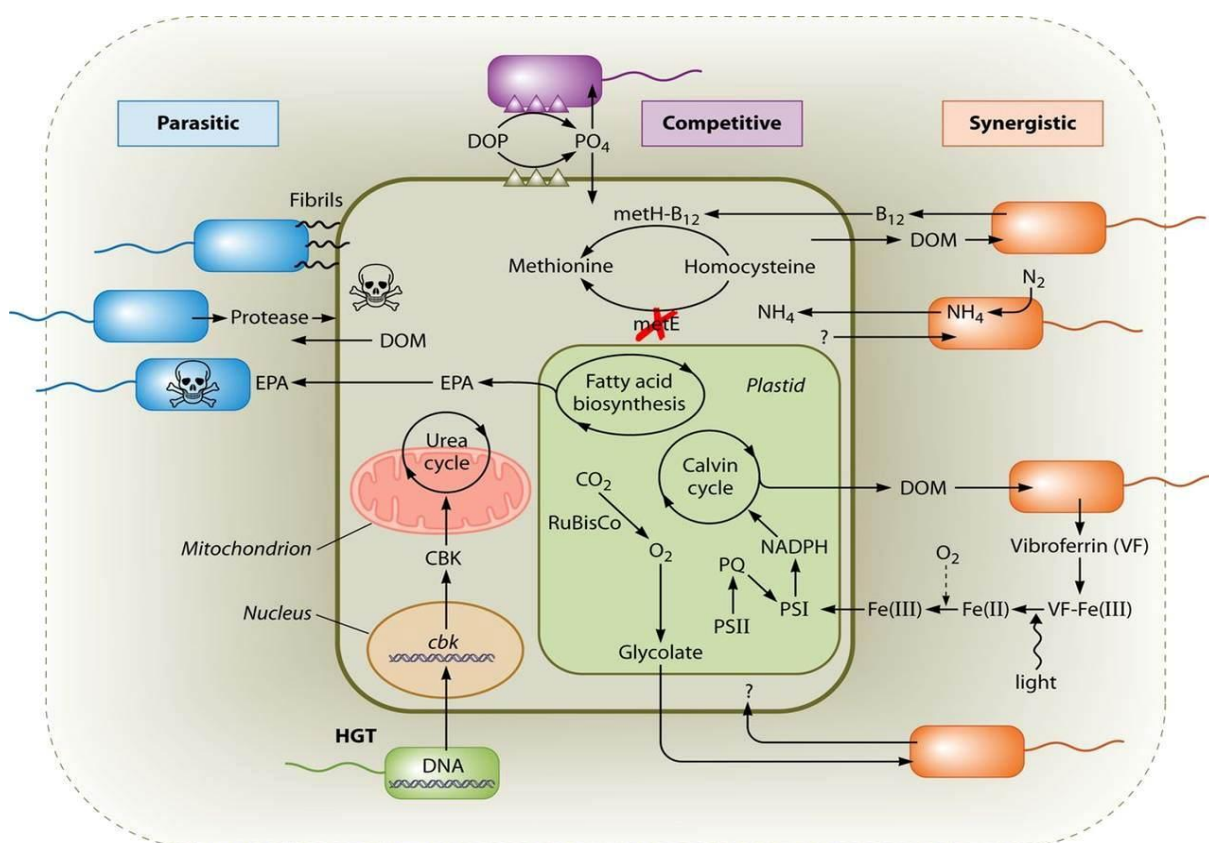 Parasitic
Competitive
Synergistic
DOP
PO4
Fibrils
metH-B12
B12
DOM
Methionine
Homocysteine
metE
N2
NH4
NH4
?
Protease
DOM
EPA
EPA
Fatty acid
biosynthesis
Plastid
Urea
cycle
Calvin
cycle
CO2
RuBisCo
O2
NADPH
PQ
PSI
PSII
Glycolate
DOM
Vibroferrin (VF)
O2
Fe(III)
Fe(II)
VF-Fe(III)
light
Mitochondrion
CBK
Nucleus
cbk
?
HGT
DNA